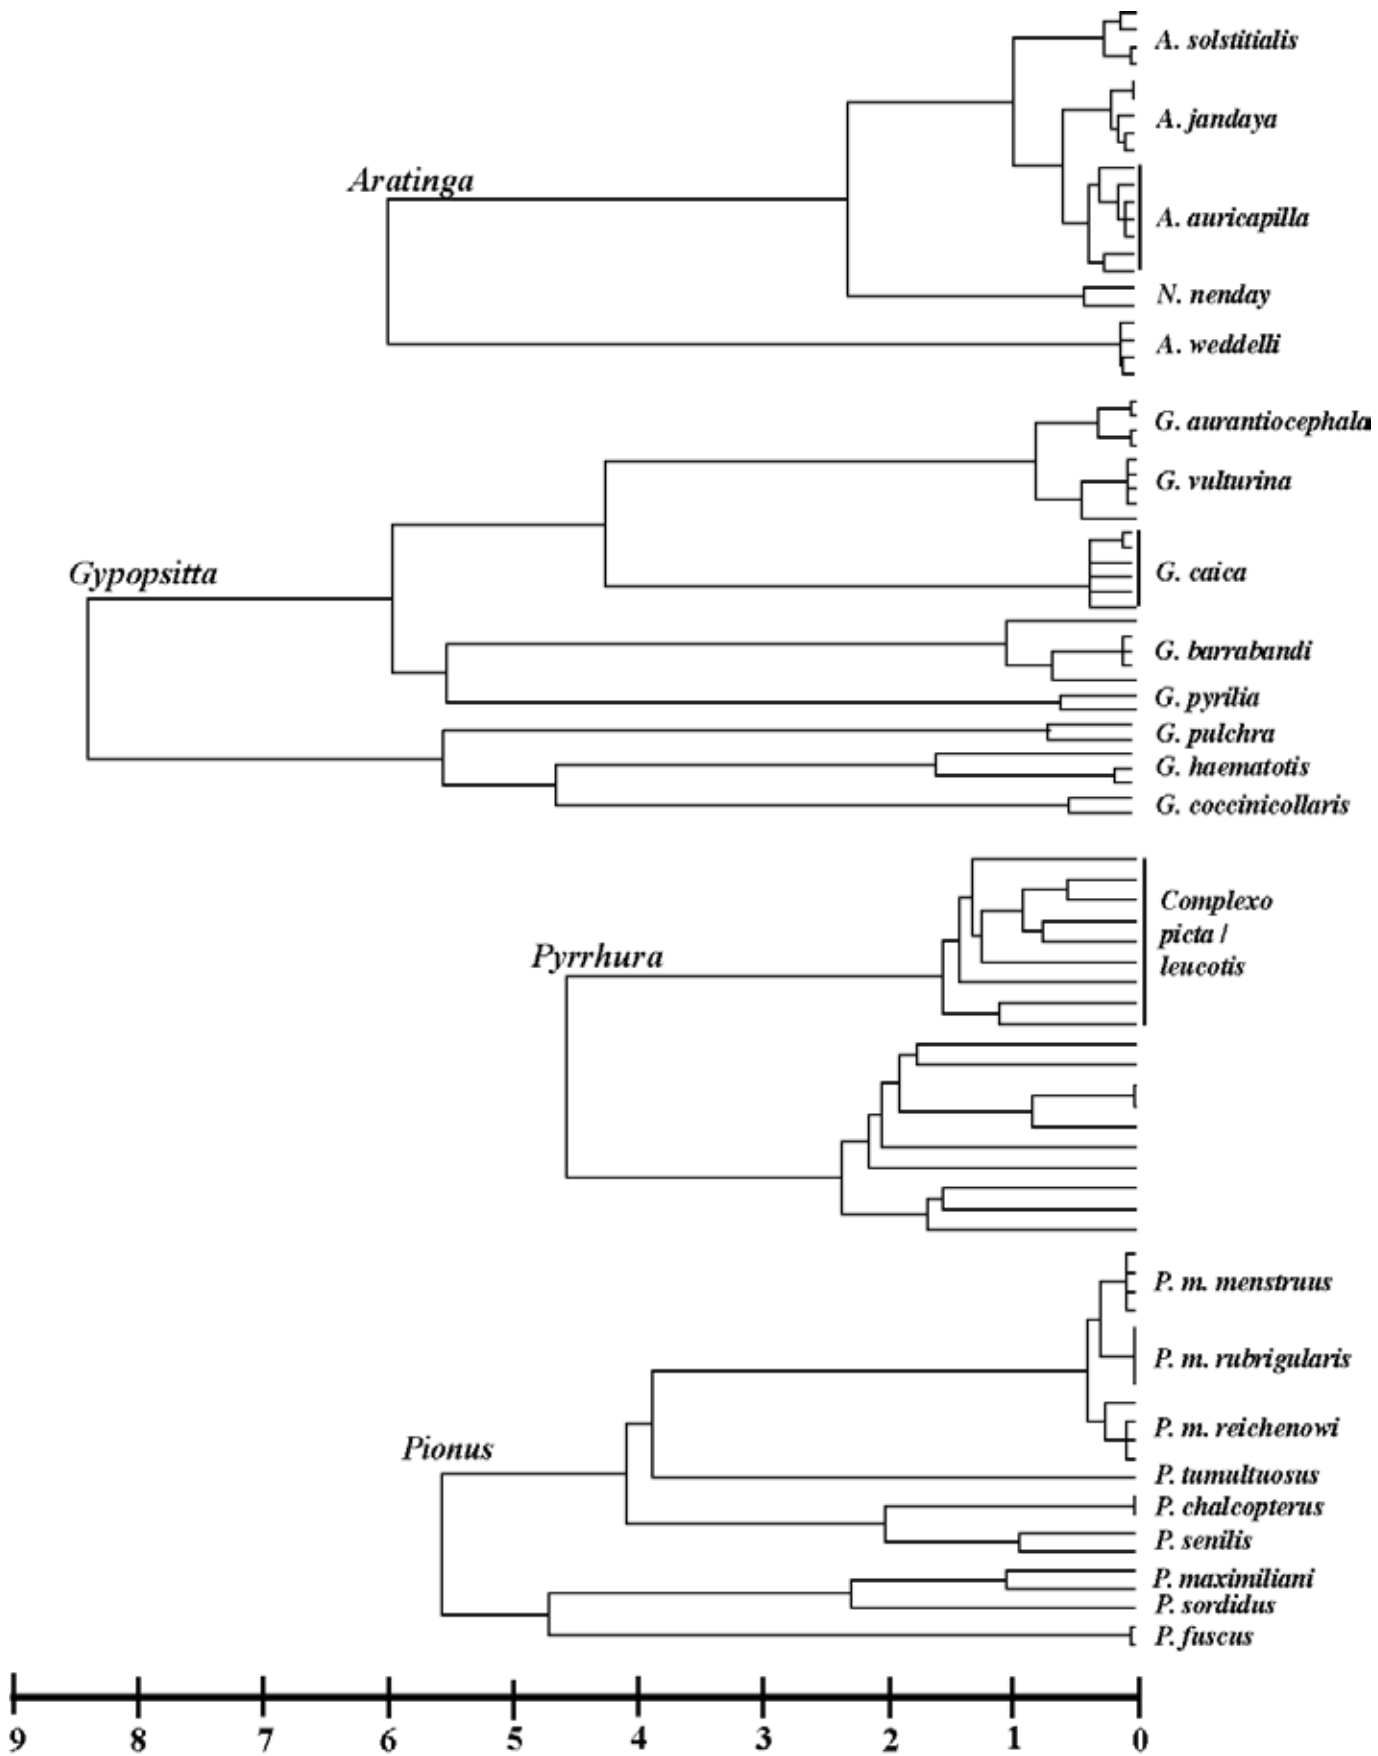 A. solstitialis
A. jandaya
Aratinga
A. auricapilla
N. nenday
A. weddelli
G. aurantiocephala
G. vulturina
Gypopsitta
G. caica
G. barrabandi
G. pyrilia
G. pulchra
G. haematotis
G. coccinicollaris
Complexo
picta /
leucotis
Pyrrhura
P. m. menstruus
P. m. rubrigularis
P. m. reichenowi
Pionus
P. tumultuosus
P. chalcopterus
P. senilis
P. maximiliani
P. sordidus
P. fuscus
9 8 7 6 5 4 3 2 1 0